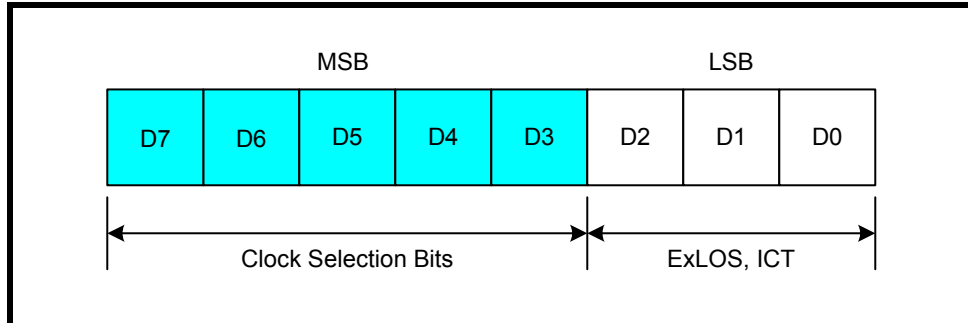 MSB LSB
D7 D6 D5 D4 D3 D2 D1 D0
Clock Selection Bits ExLOS, ICT